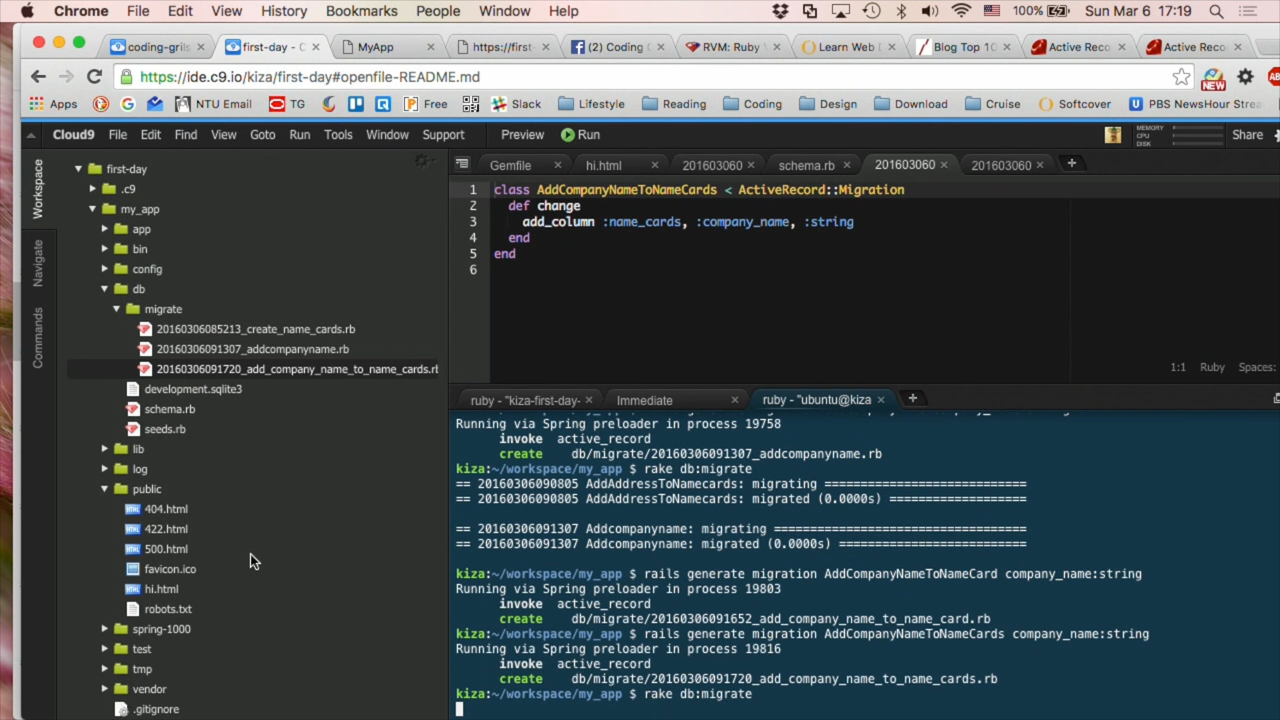 Chrome File Edit View History Bookmarks People Window Help 100% Sun Mar 6 17:19
coding-grils first-day - C MyApp https://first- (2) Coding RVM: Ruby Learn Web D Blog Top 10 Active Reco Active Reco
https://ide.c9.io/kiza/first-day#openfile-README.md NEW
Apps NTU Email TG Free Slack Lifestyle Reading Coding Design Download Cruise Softcover PBS NewsHour Strea
Cloud9 File Edit Find View Goto Run Tools Window Support Preview Run MEMORY CPU DISK Share
Workspace
Navigate
Commands
first-day
.c9
my_app
app
bin
config
db
migrate
20160306085213_create_name_cards.rb
20160306091307_addcompanyname.rb
20160306091720_add_company_name_to_name_cards.rb
development.sqlite3
schema.rb
seeds.rb
lib
log
public
404.html
422.html
500.html
favicon.ico
hi.html
robots.txt
spring-1000
test
tmp
vendor
.gitignore
Gemfile hi.html 201603060 schema.rb 201603060 201603060
1 class AddCompanyNameToNameCards < ActiveRecord::Migration
2 def change
3 add_column :name_cards, :company_name, :string
4 end
5 end
6
1:1 Ruby Spaces:
ruby - "kiza-first-day- Immediate ruby - "ubuntu@kiza
Running via Spring preloader in process 19758
invoke active_record
create db/migrate/20160306091307_addcompanyname.rb
kiza:~/workspace/my_app $ rake db:migrate
== 20160306090805 AddAddressToNamecards: migrating ============================
== 20160306090805 AddAddressToNamecards: migrated (0.0000s) ===================
== 20160306091307 Addcompanyname: migrating ===================================
== 20160306091307 Addcompanyname: migrated (0.0000s) ==========================
kiza:~/workspace/my_app $ rails generate migration AddCompanyNameToNameCard company_name:string
Running via Spring preloader in process 19803
invoke active_record
create db/migrate/20160306091652_add_company_name_to_name_card.rb
kiza:~/workspace/my_app $ rails generate migration AddCompanyNameToNameCards company_name:string
Running via Spring preloader in process 19816
invoke active_record
create db/migrate/20160306091720_add_company_name_to_name_cards.rb
kiza:~/workspace/my_app $ rake db:migrate